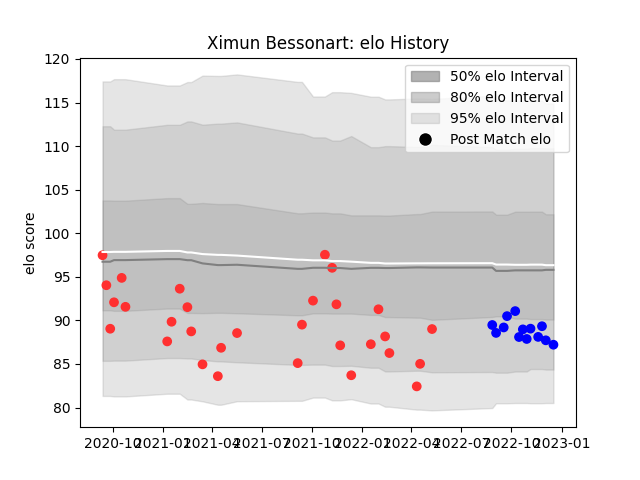 Ximun Bessonart: elo History
50% elo Interval
80% elo Interval
95% elo Interval
Post Match elo
elo score
120
115
110
105
100
95
90
85
80
2020-10 2021-01 2021-04 2021-07 2021-10 2022-01 2022-04 2022-07 2022-10 2023-01